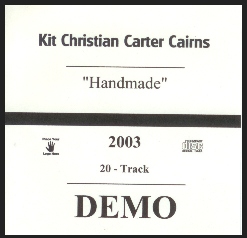 Kit Christian Carter Cairns
"Handmade"
2003
20 - Track
DEMO